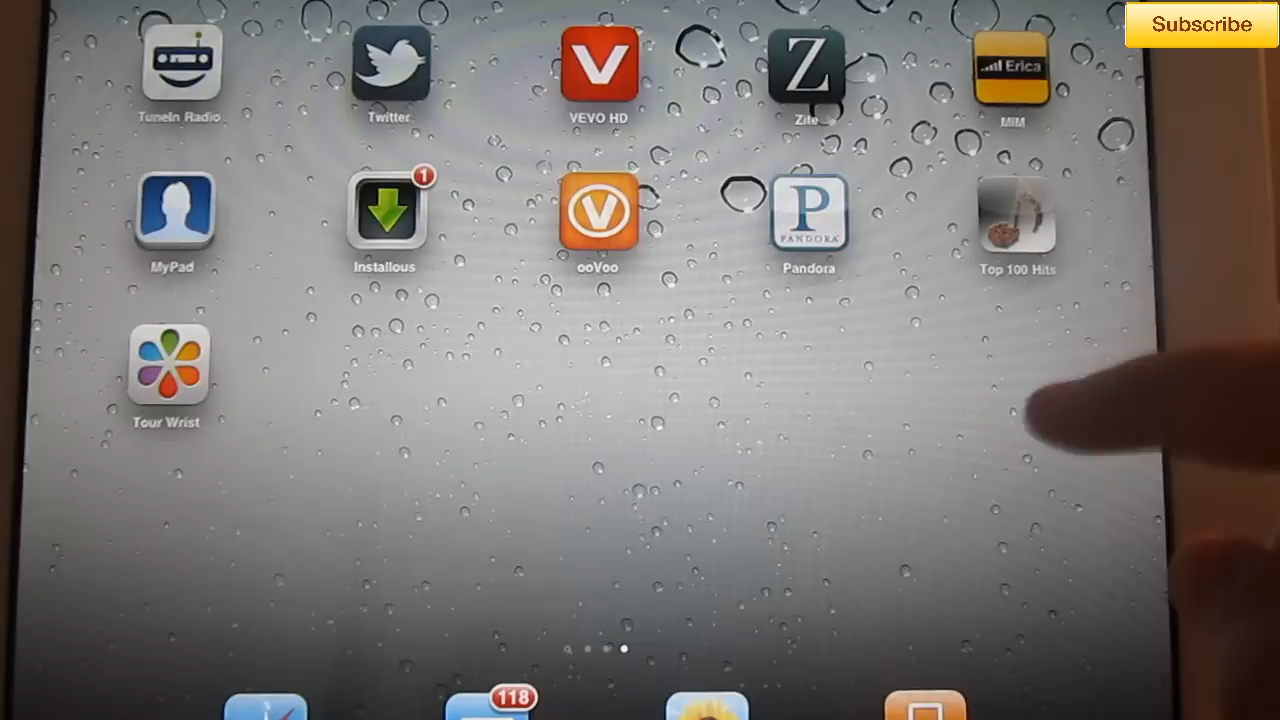 Subscribe
Erica
TuneIn Radio
Twitter
VEVO HD
Zite
MIM
1
P
PANDORA
MyPad
Installous
ooVoo
Pandora
Top 100 Hits
Tour Wrist
118